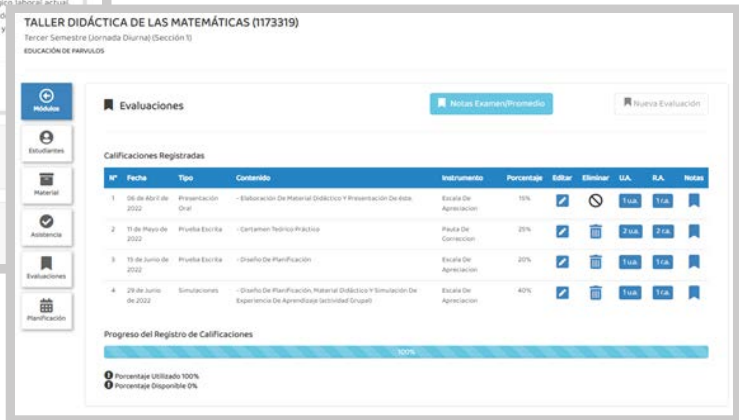 gico laboral actual
TALLER DIDÁCTICA DE LAS MATEMÁTICAS (1173319)
Tercer Semestre (Jornada Diurna) (Sección 1)
EDUCACIÓN DE PARVULOS
Módulos
Estudiantes
Material
Asistencia
Evaluaciones
Planificación
Evaluaciones
Notas Examen/Promedio
Nueva Evaluación
Calificaciones Registradas
N° Fecha Tipo Contenido Instrumento Porcentaje Editar Eliminar U.A. R.A. Notas
1 06 de Abril de Presentación - Elaboración De Material Didáctico Y Presentación De éste Escala De 15% 1 u.a. 1 r.a.
2022 Oral Apreciacion
2 11 de Mayo de Prueba Escrita - Certamen Teórico Práctico Pauta De 25% 2 u.a. 2 r.a.
2022 Correccion
3 15 de Junio de Prueba Escrita - Diseño De Planificación Escala De 20% 1 u.a. 1 r.a.
2022 Apreciacion
4 29 de Junio Simulaciones - Diseño De Planificación, Material Didáctico Y Simulación De Escala De 40% 1 u.a. 1 r.a.
de 2022 Experiencia De Aprendizaje (actividad Grupal) Apreciacion
Progreso del Registro de Calificaciones
100%
Porcentaje Utilizado 100%
Porcentaje Disponible 0%